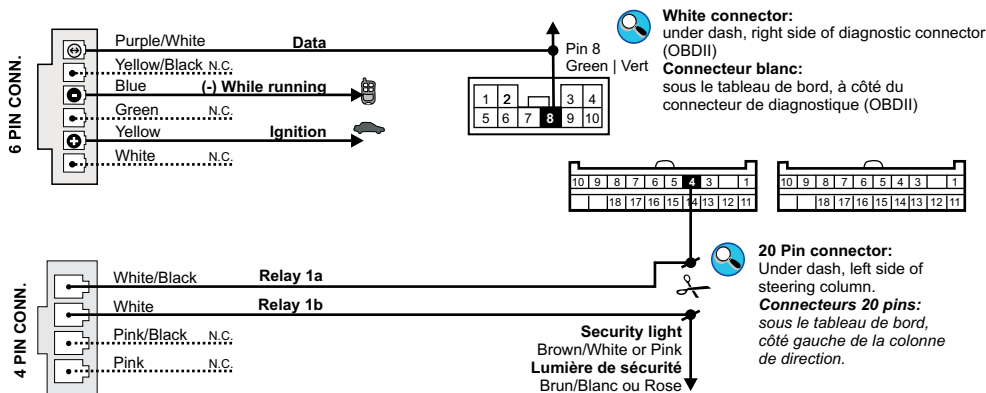 6 PIN CONN.
Purple/White Data
Yellow/Black N.C.
Blue (-) While running
Green N.C.
Yellow Ignition
White N.C.
Pin 8
Green | Vert
1 2 3 4
5 6 7 8 9 10
White connector:
under dash, right side of diagnostic connector
(OBDII)
Connecteur blanc:
sous le tableau de bord, à côté du
connecteur de diagnostique (OBDII)
10 9 8 7 6 5 4 3 1
18 17 16 15 14 13 12 11
10 9 8 7 6 5 4 3 1
18 17 16 15 14 13 12 11
4 PIN CONN.
White/Black Relay 1a
White Relay 1b
Pink/Black N.C.
Pink N.C.
Security light
Brown/White or Pink
Lumière de sécurité
Brun/Blanc ou Rose
20 Pin connector:
Under dash, left side of
steering column.
Connecteurs 20 pins:
sous le tableau de bord,
côté gauche de la colonne
de direction.